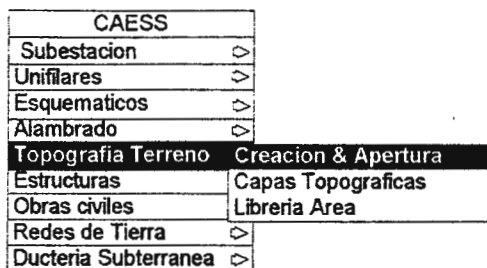 CAESS
Subestacion
Unifilares
Esquematicos
Alambrado
Topografia Terreno
Creacion & Apertura
Estructuras
Capas Topograficas
Obras civiles
Libreria Area
Redes de Tierra
Ducteria Subterranea